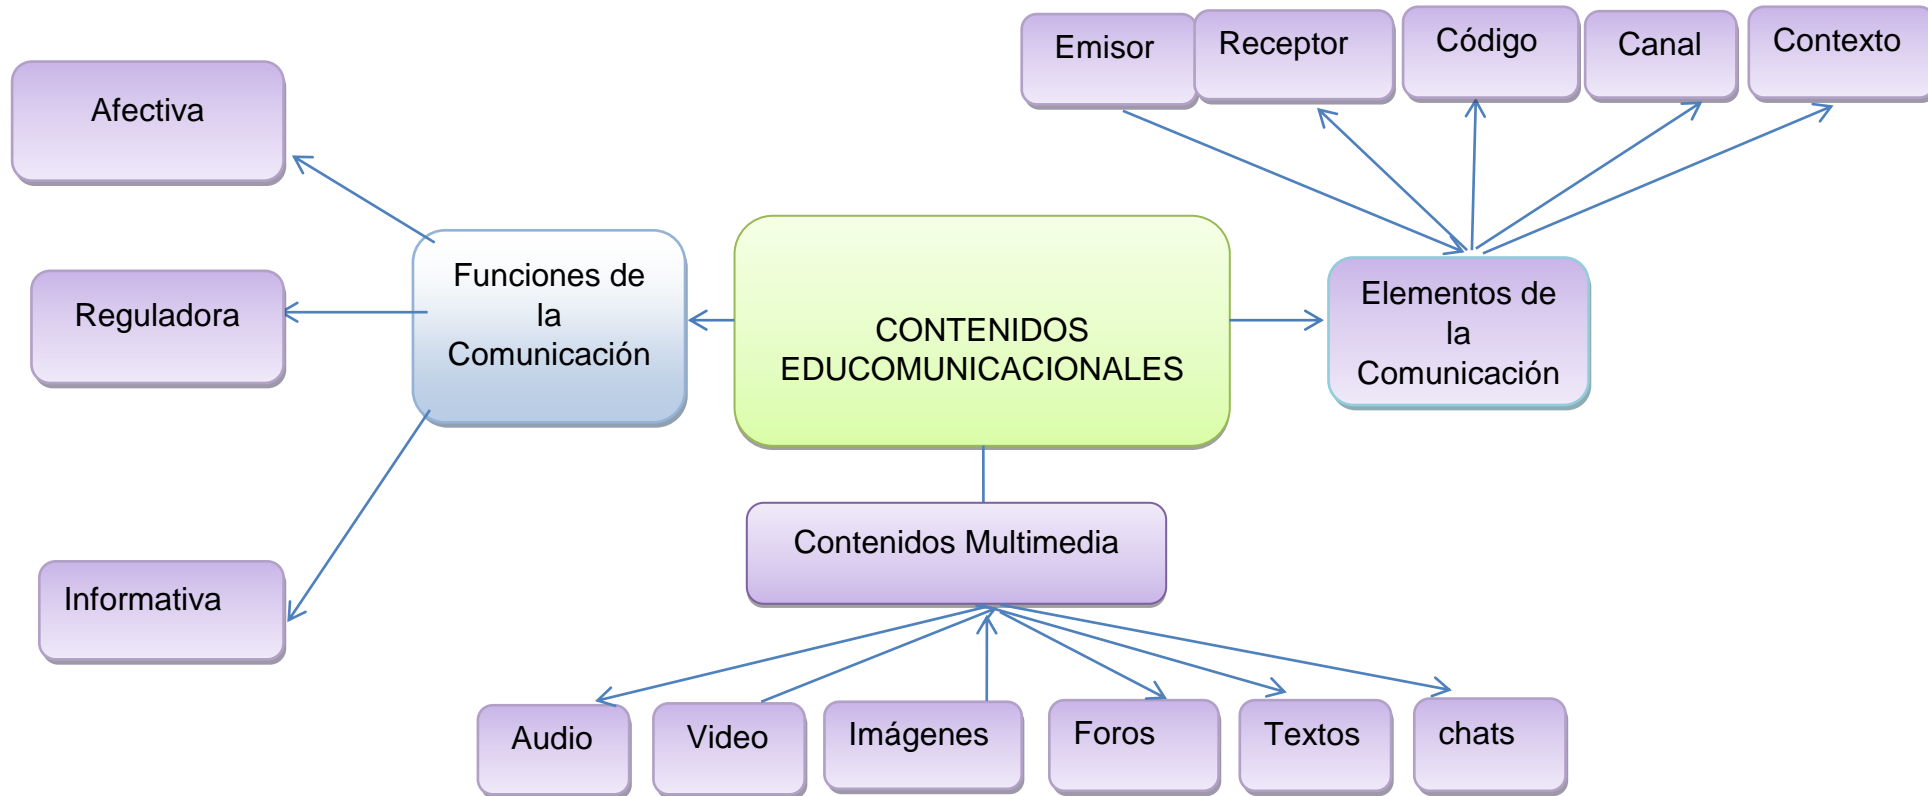 Emisor
Receptor
Código
Canal
Contexto
Afectiva
Reguladora
Informativa
Funciones de
la
Comunicación
CONTENIDOS
EDUCOMUNICACIONALES
Elementos de
la
Comunicación
Contenidos Multimedia
Audio
Video
Imágenes
Foros
Textos
chats